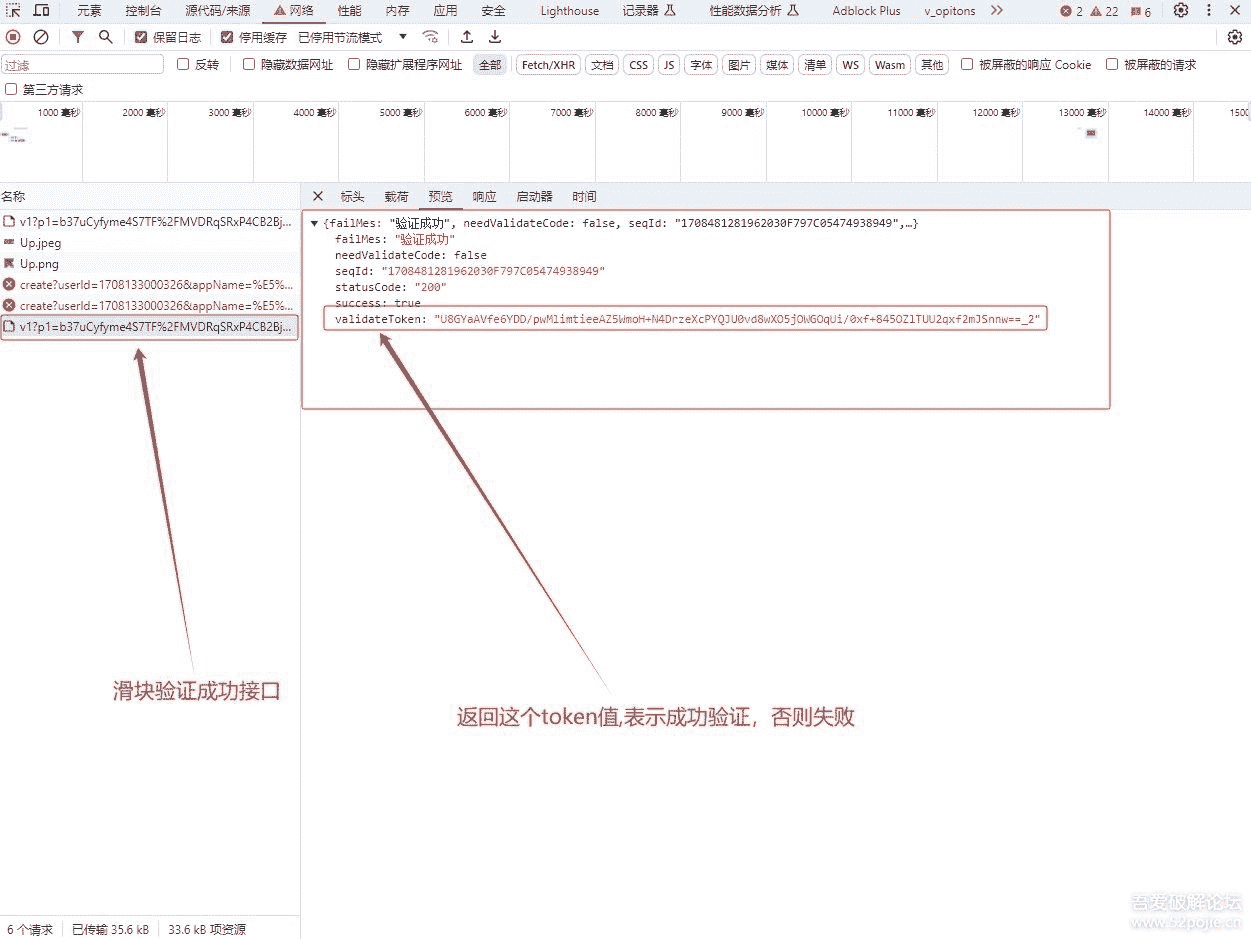 元素 控制台 源代码/来源 网络 性能 内存 应用 安全 Lighthouse 记录器 性能数据分析 Adblock Plus v_opitons 2 22 6
保留日志 停用缓存 已停用节流模式
过滤 反转 隐藏数据网址 隐藏扩展程序网址 全部 Fetch/XHR 文档 CSS JS 字体 图片 媒体 清单 WS Wasm 其他 被屏蔽的响应 Cookie 被屏蔽的请求
第三方请求
1000 毫秒 2000 毫秒 3000 毫秒 4000 毫秒 5000 毫秒 6000 毫秒 7000 毫秒 8000 毫秒 9000 毫秒 10000 毫秒 11000 毫秒 12000 毫秒 13000 毫秒 14000 毫秒 1500
名称 标头 载荷 预览 响应 启动器 时间
v1?p1=b37uCyfyme4S7TF%2FMVDRqSRxP4CB2Bj...
Up.jpeg
Up.png
create?userId=1708133000326&appName=%E5%...
create?userId=1708133000326&appName=%E5%...
v1?p1=b37uCyfyme4S7TF%2FMVDRqSRxP4CB2Bj...
{failMes: "验证成功", needValidateCode: false, seqId: "1708481281962030F797C05474938949",…}
failMes: "验证成功"
needValidateCode: false
seqId: "1708481281962030F797C05474938949"
statusCode: "200"
success: true
validateToken: "U8GYaAVfe6YDD/pwMlimtieeAZ5WmoH+N4DrzeXcPYQJU0vd8wXO5jOWGOqUi/0xf+845OZlTUU2qxf2mJSnnw==_2"
滑块验证成功接口
返回这个token值,表示成功验证，否则失败
吾爱破解论坛
www.52pojie.cn
6 个请求 已传输 35.6 kB 33.6 kB 项资源